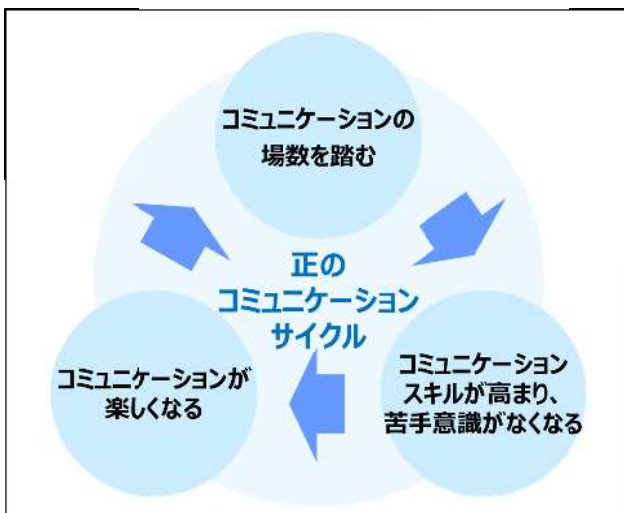 コミュニケーションの
場数を踏む
正の
コミュニケーション
サイクル
コミュニケーションが
楽しくなる
コミュニケーション
スキルが高まり、
苦手意識がなくなる